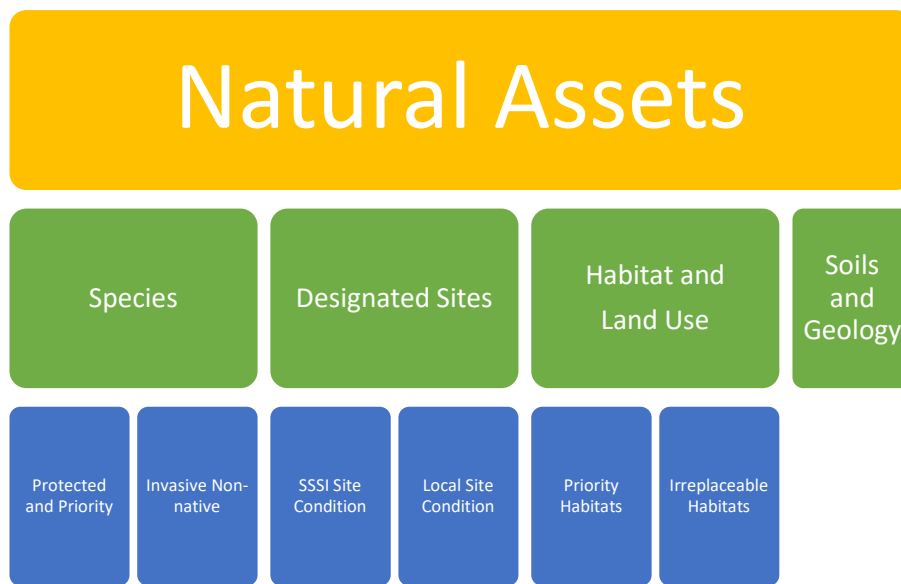 Natural Assets
Species
Designated Sites
Habitat and
Land Use
Soils
and
Geology
Protected
and Priority
Invasive Non-
native
SSSI Site
Condition
Local Site
Condition
Priority
Habitats
Irreplaceable
Habitats